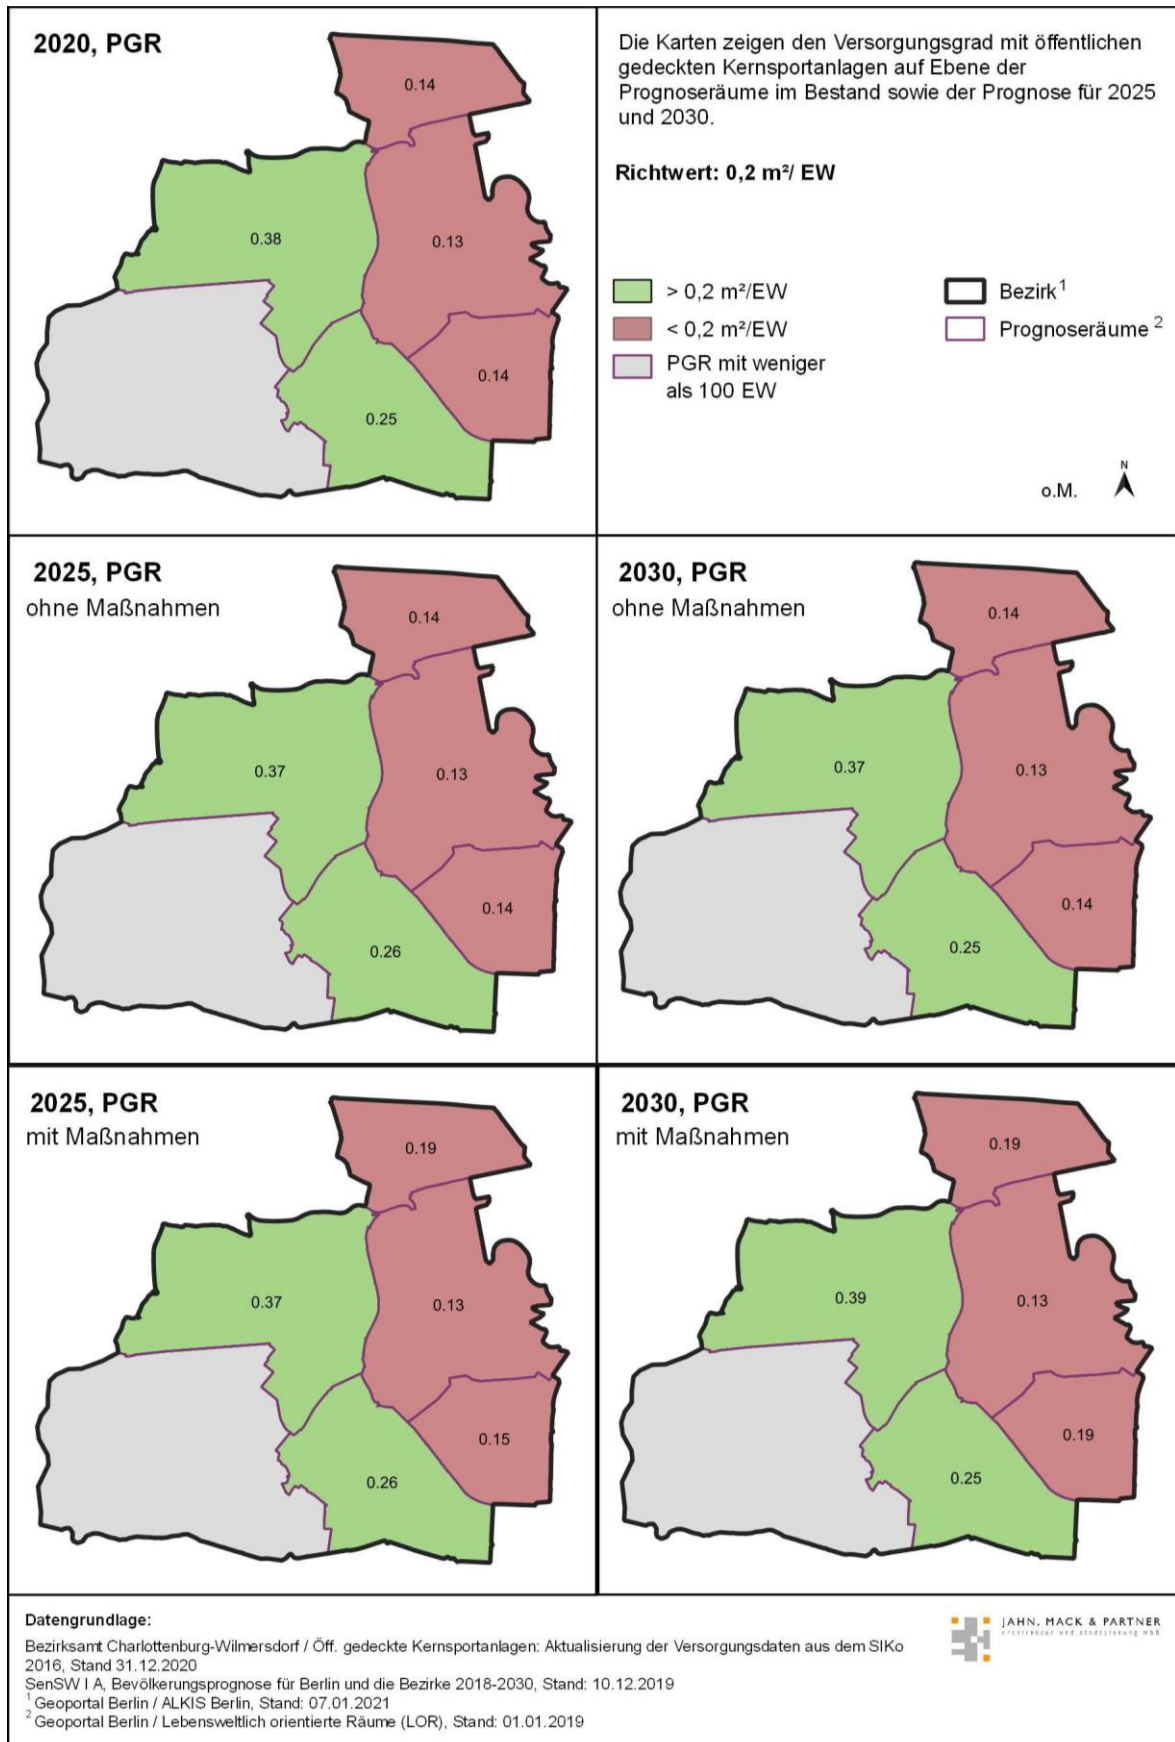 2020, PGR
0.14
0.38
0.13
0.14
0.25
Die Karten zeigen den Versorgungsgrad mit öffentlichen
gedeckten Kernsportanlagen auf Ebene der
Prognoseräume im Bestand sowie der Prognose für 2025
und 2030.
Richtwert: 0,2 m²/ EW
> 0,2 m²/EW
< 0,2 m²/EW
PGR mit weniger
als 100 EW
Bezirk¹
Prognoseräume ²
o.M.
N
2025, PGR
ohne Maßnahmen
0.14
0.37
0.13
0.14
0.26
2030, PGR
ohne Maßnahmen
0.14
0.37
0.13
0.14
0.25
2025, PGR
mit Maßnahmen
0.19
0.37
0.13
0.15
0.26
2030, PGR
mit Maßnahmen
0.19
0.39
0.13
0.19
0.25
Datengrundlage:
Bezirksamt Charlottenburg-Wilmersdorf / Öff. gedeckte Kernsportanlagen: Aktualisierung der Versorgungsdaten aus dem SIKo
2016, Stand 31.12.2020
SenSW I A, Bevölkerungsprognose für Berlin und die Bezirke 2018-2030, Stand: 10.12.2019
¹ Geoportal Berlin / ALKIS Berlin, Stand: 07.01.2021
² Geoportal Berlin / Lebensweltlich orientierte Räume (LOR), Stand: 01.01.2019
JAHN, MACK & PARTNER
architektur und stadtplanung mbB